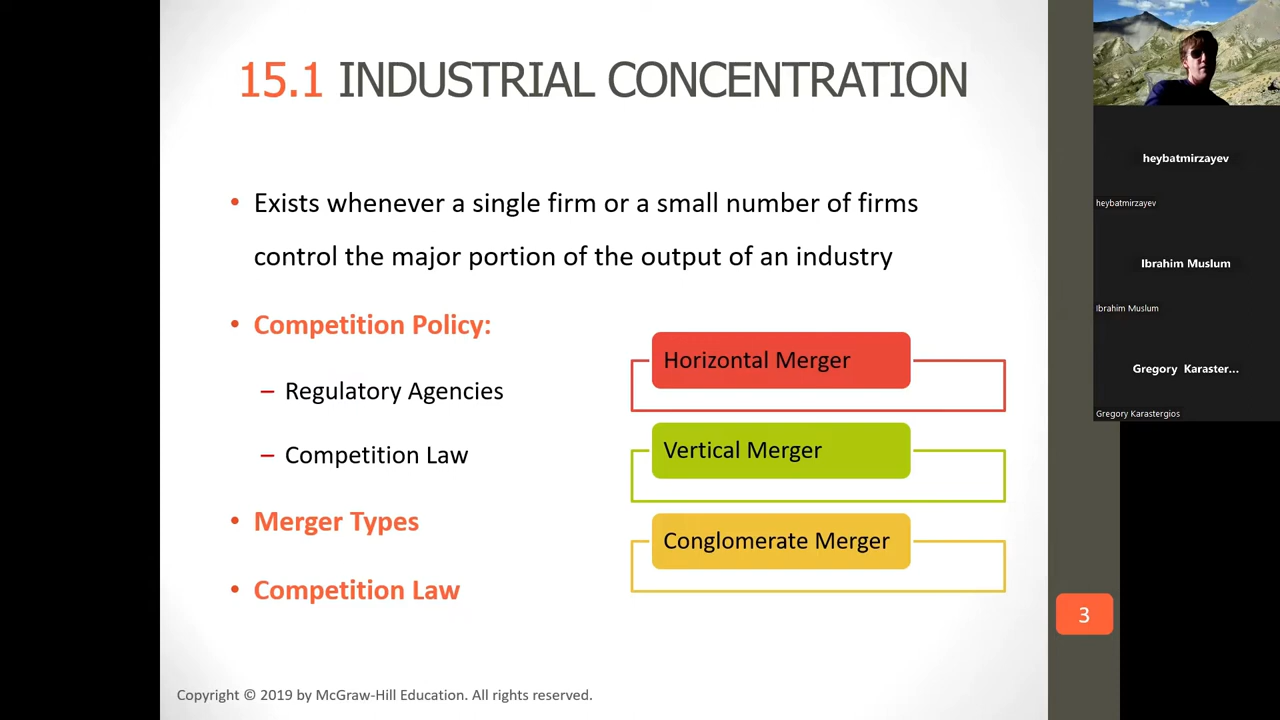 15.1 INDUSTRIAL CONCENTRATION
• Exists whenever a single firm or a small number of firms
control the major portion of the output of an industry
• Competition Policy:
– Regulatory Agencies
– Competition Law
• Merger Types
• Competition Law
Horizontal Merger
Vertical Merger
Conglomerate Merger
3
Copyright © 2019 by McGraw-Hill Education. All rights reserved.
heybatmirzayev
heybatmirzayev
Ibrahim Muslum
Ibrahim Muslum
Gregory Karaster...
Gregory Karastergios